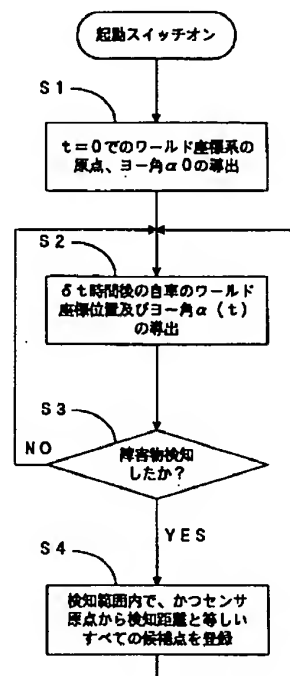 起動スイッチオン
S1
t=0でのワールド座標系の
原点、ヨー角α0の導出
S2
δt時間後の自車のワールド
座標位置及びヨー角α(t)
の導出
S3
障害物検知
したか?
NO
YES
S4
検知範囲内で、かつセンサ
原点から検知距離と等しい
すべての候補点を登録